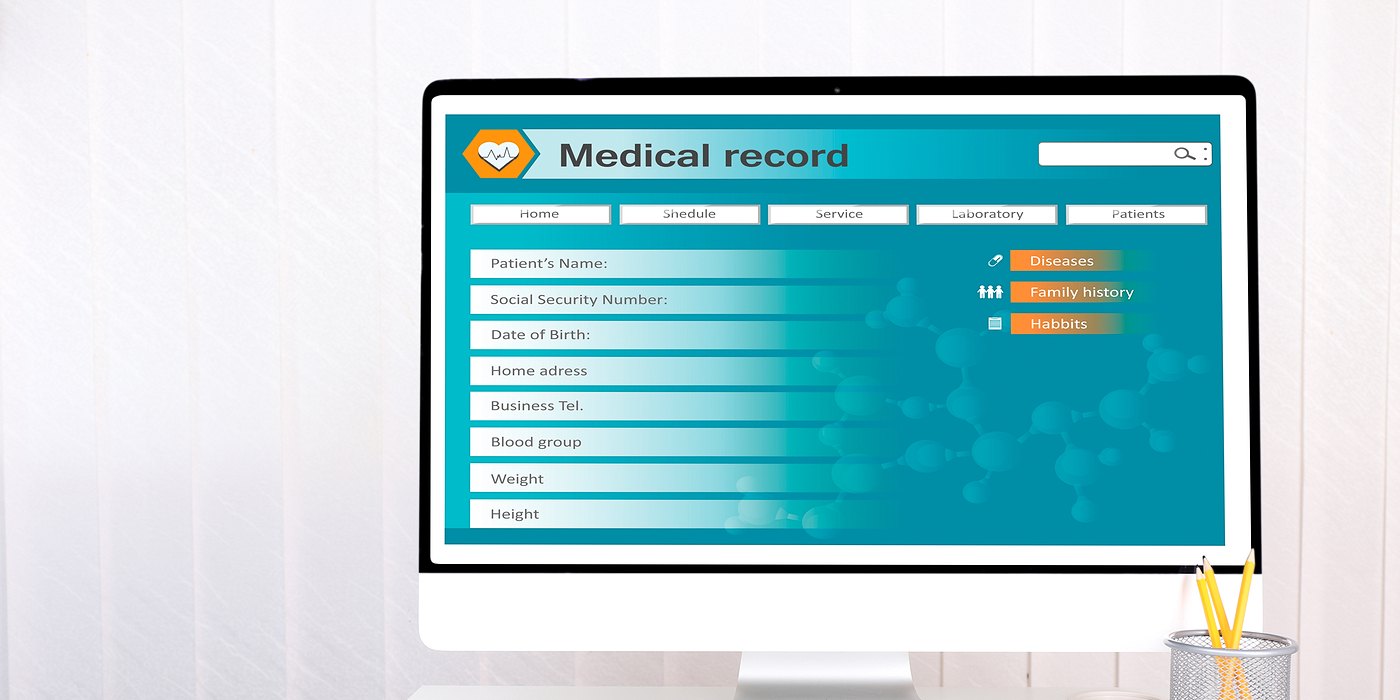 Medical record
Home
Shedule
Service
Laboratory
Patients
Patient's Name:
Social Security Number:
Date of Birth:
Home adress
Business Tel.
Blood group
Weight
Height
Diseases
Family history
Habbits